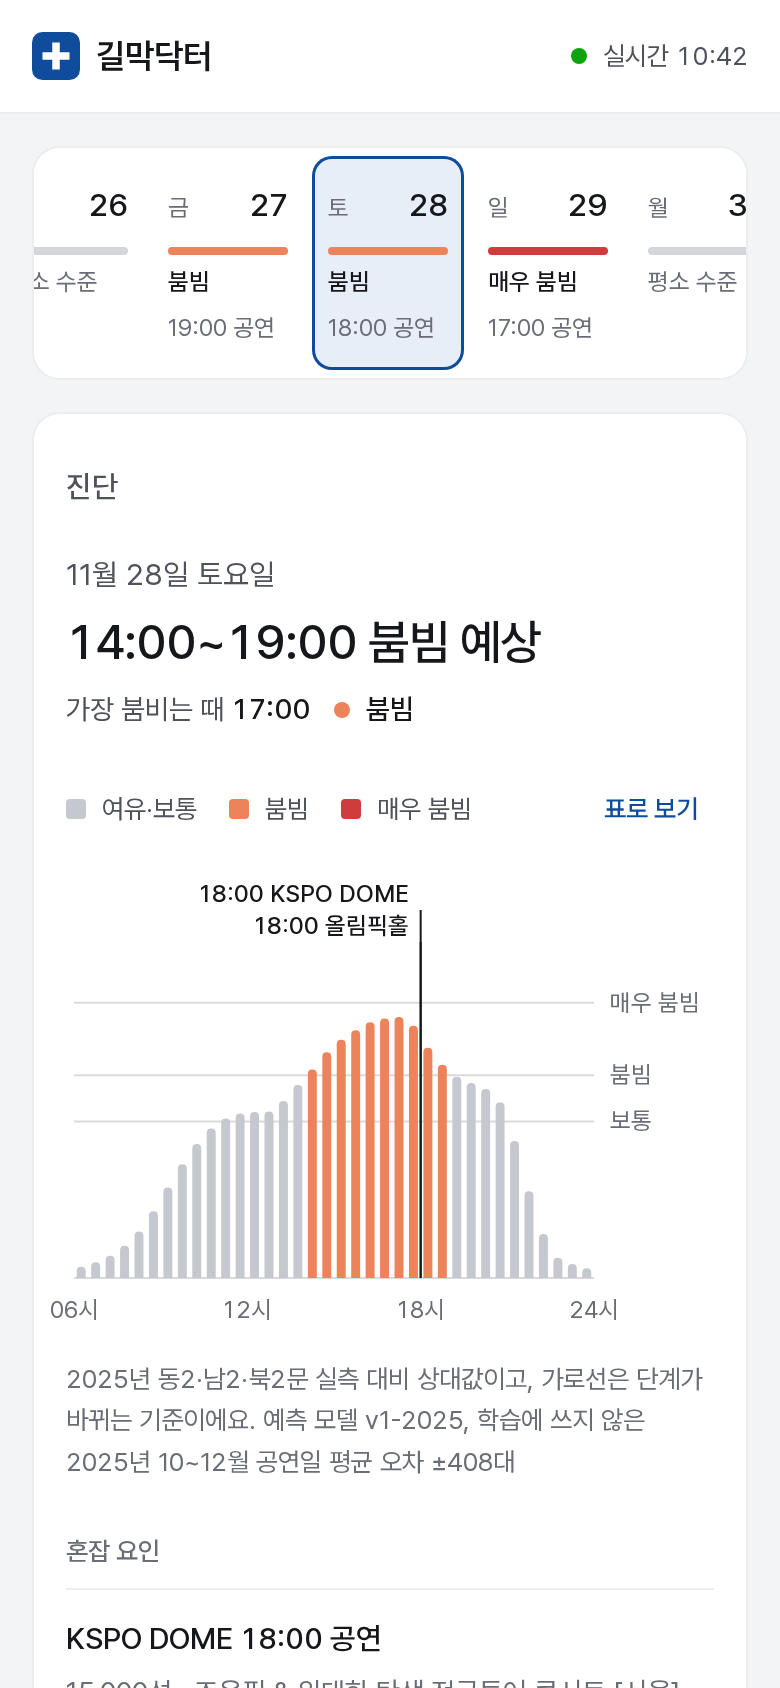 길막닥터
실시간 10:42
26 금 27 토 28 일 29 월 3
소 수준 붐빔 붐빔 매우 붐빔 평소 수준
19:00 공연 18:00 공연 17:00 공연
진단
11월 28일 토요일
14:00~19:00 붐빔 예상
가장 붐비는 때 17:00 붐빔
여유·보통 붐빔 매우 붐빔 표로 보기
18:00 KSPO DOME
18:00 올림픽홀
매우 붐빔
붐빔
보통
06시 12시 18시 24시
2025년 동2·남2·북2문 실측 대비 상대값이고, 가로선은 단계가
바뀌는 기준이에요. 예측 모델 v1-2025, 학습에 쓰지 않은
2025년 10~12월 공연일 평균 오차 ±408대
혼잡 요인
KSPO DOME 18:00 공연